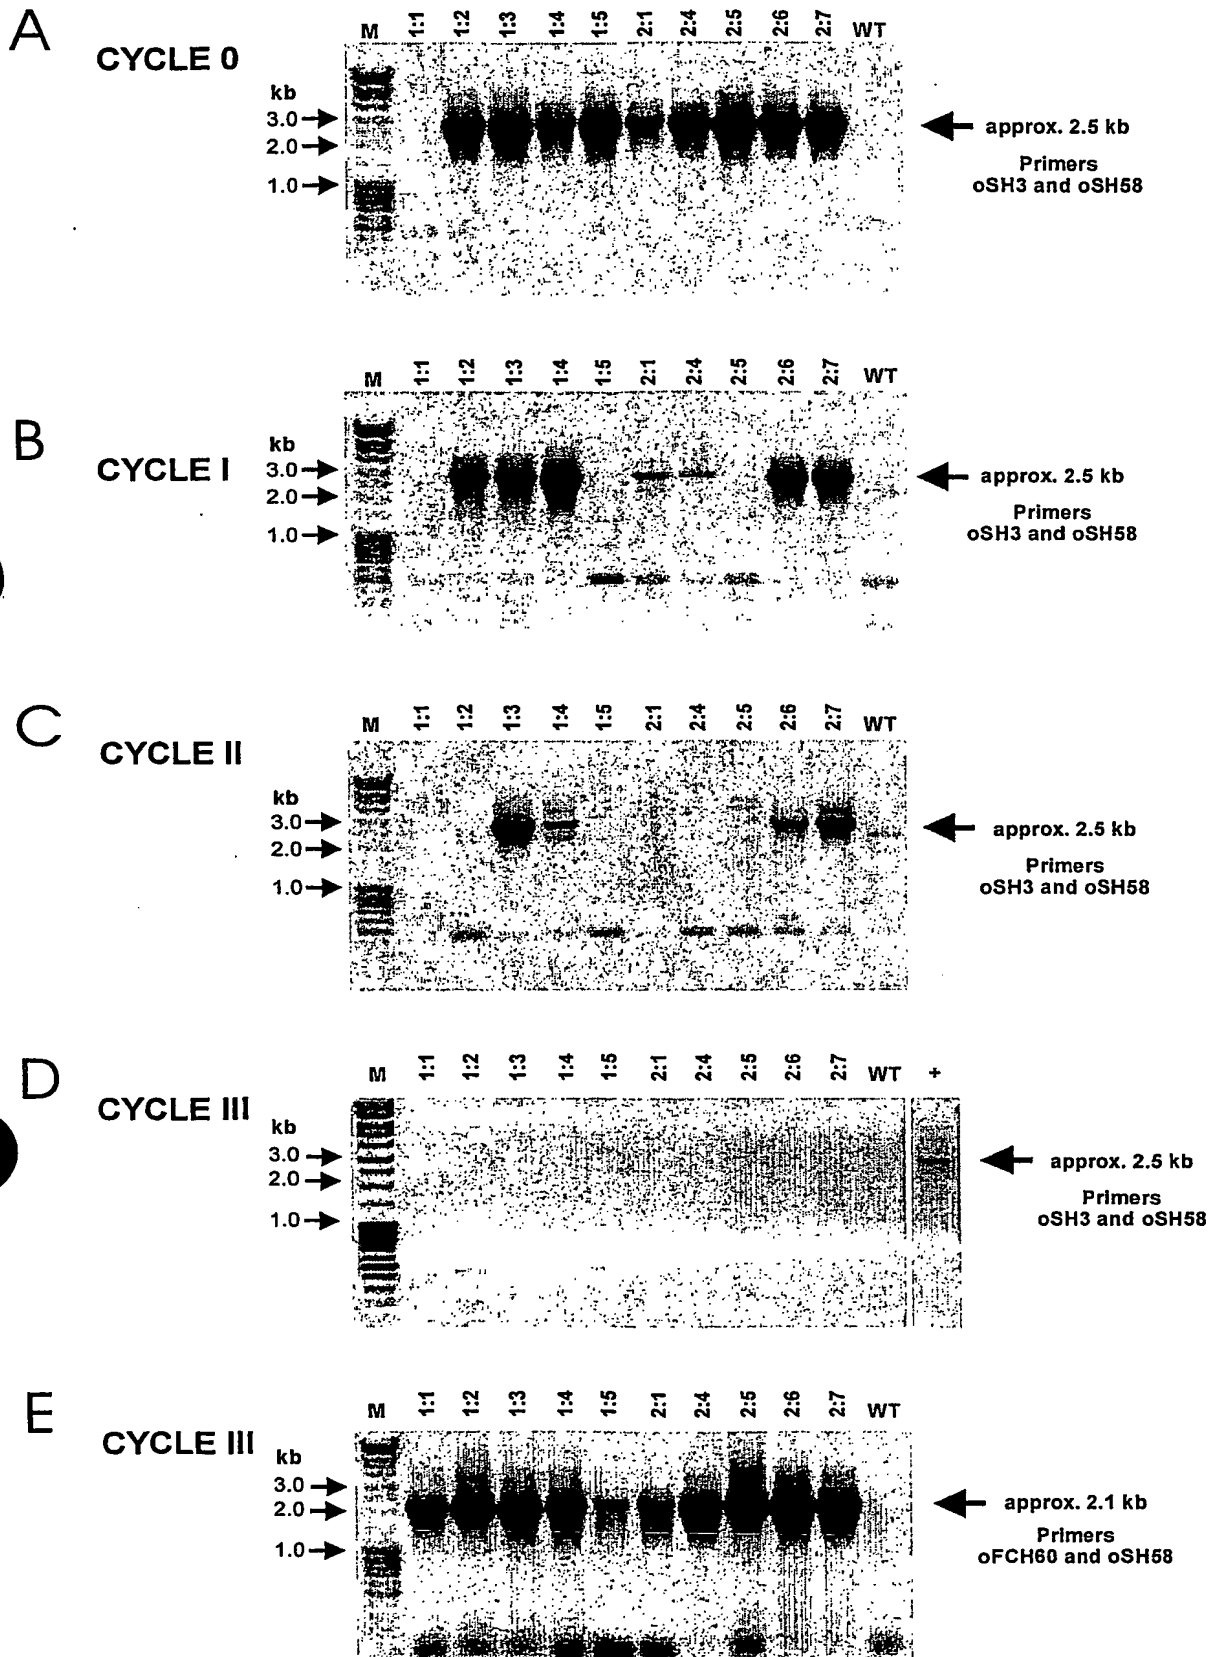 A
CYCLE 0
M 1:1 1:2 1:3 1:4 1:5 2:1 2:4 2:5 2:6 2:7 WT
kb
3.0
2.0
1.0
approx. 2.5 kb
Primers
oSH3 and oSH58
B
CYCLE I
M 1:1 1:2 1:3 1:4 1:5 2:1 2:4 2:5 2:6 2:7 WT
kb
3.0
2.0
1.0
approx. 2.5 kb
Primers
oSH3 and oSH58
C
CYCLE II
M 1:1 1:2 1:3 1:4 1:5 2:1 2:4 2:5 2:6 2:7 WT
kb
3.0
2.0
1.0
approx. 2.5 kb
Primers
oSH3 and oSH58
D
CYCLE III
M 1:1 1:2 1:3 1:4 1:5 2:1 2:4 2:5 2:6 2:7 WT +
kb
3.0
2.0
1.0
approx. 2.5 kb
Primers
oSH3 and oSH58
E
CYCLE III
M 1:1 1:2 1:3 1:4 1:5 2:1 2:4 2:5 2:6 2:7 WT
kb
3.0
2.0
1.0
approx. 2.1 kb
Primers
oFCH60 and oSH58